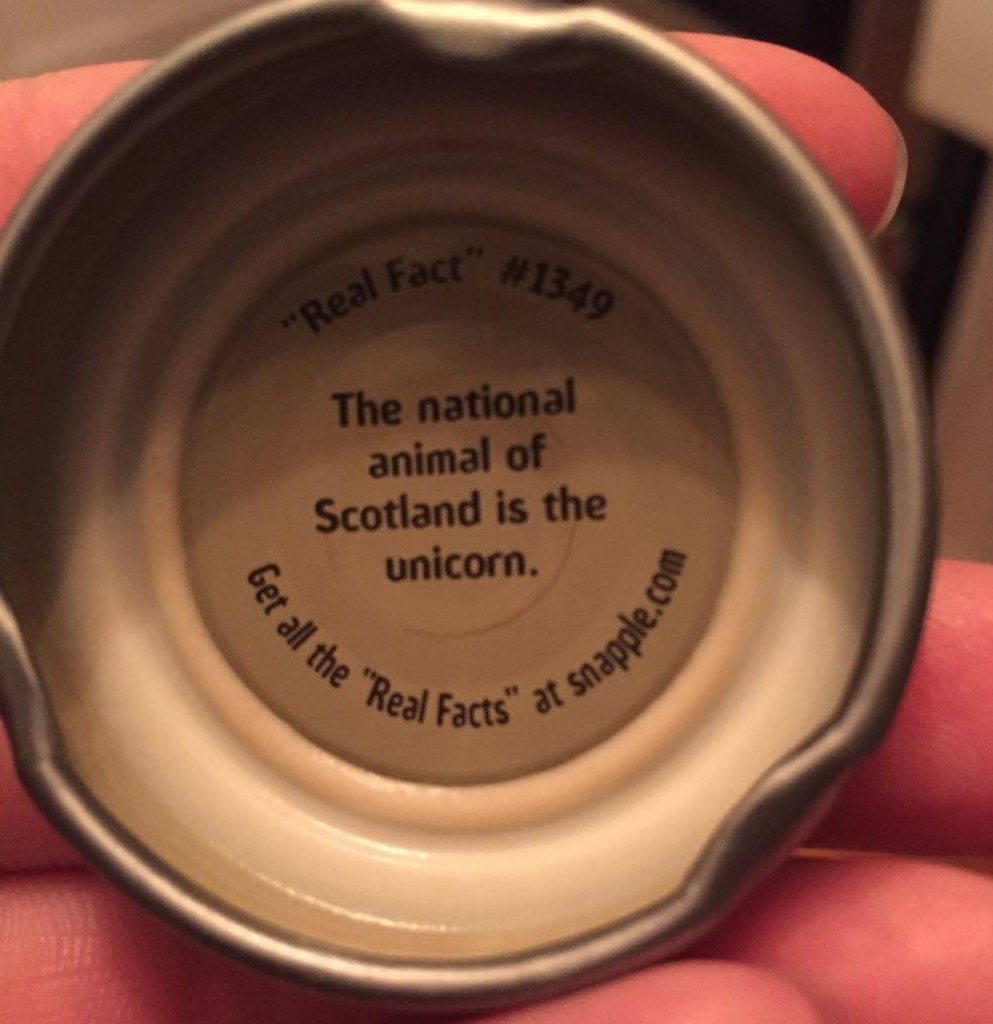 "Real Fact" #1349
The national
animal of
Scotland is the
unicorn.
Get all the "Real Facts" at snapple.com